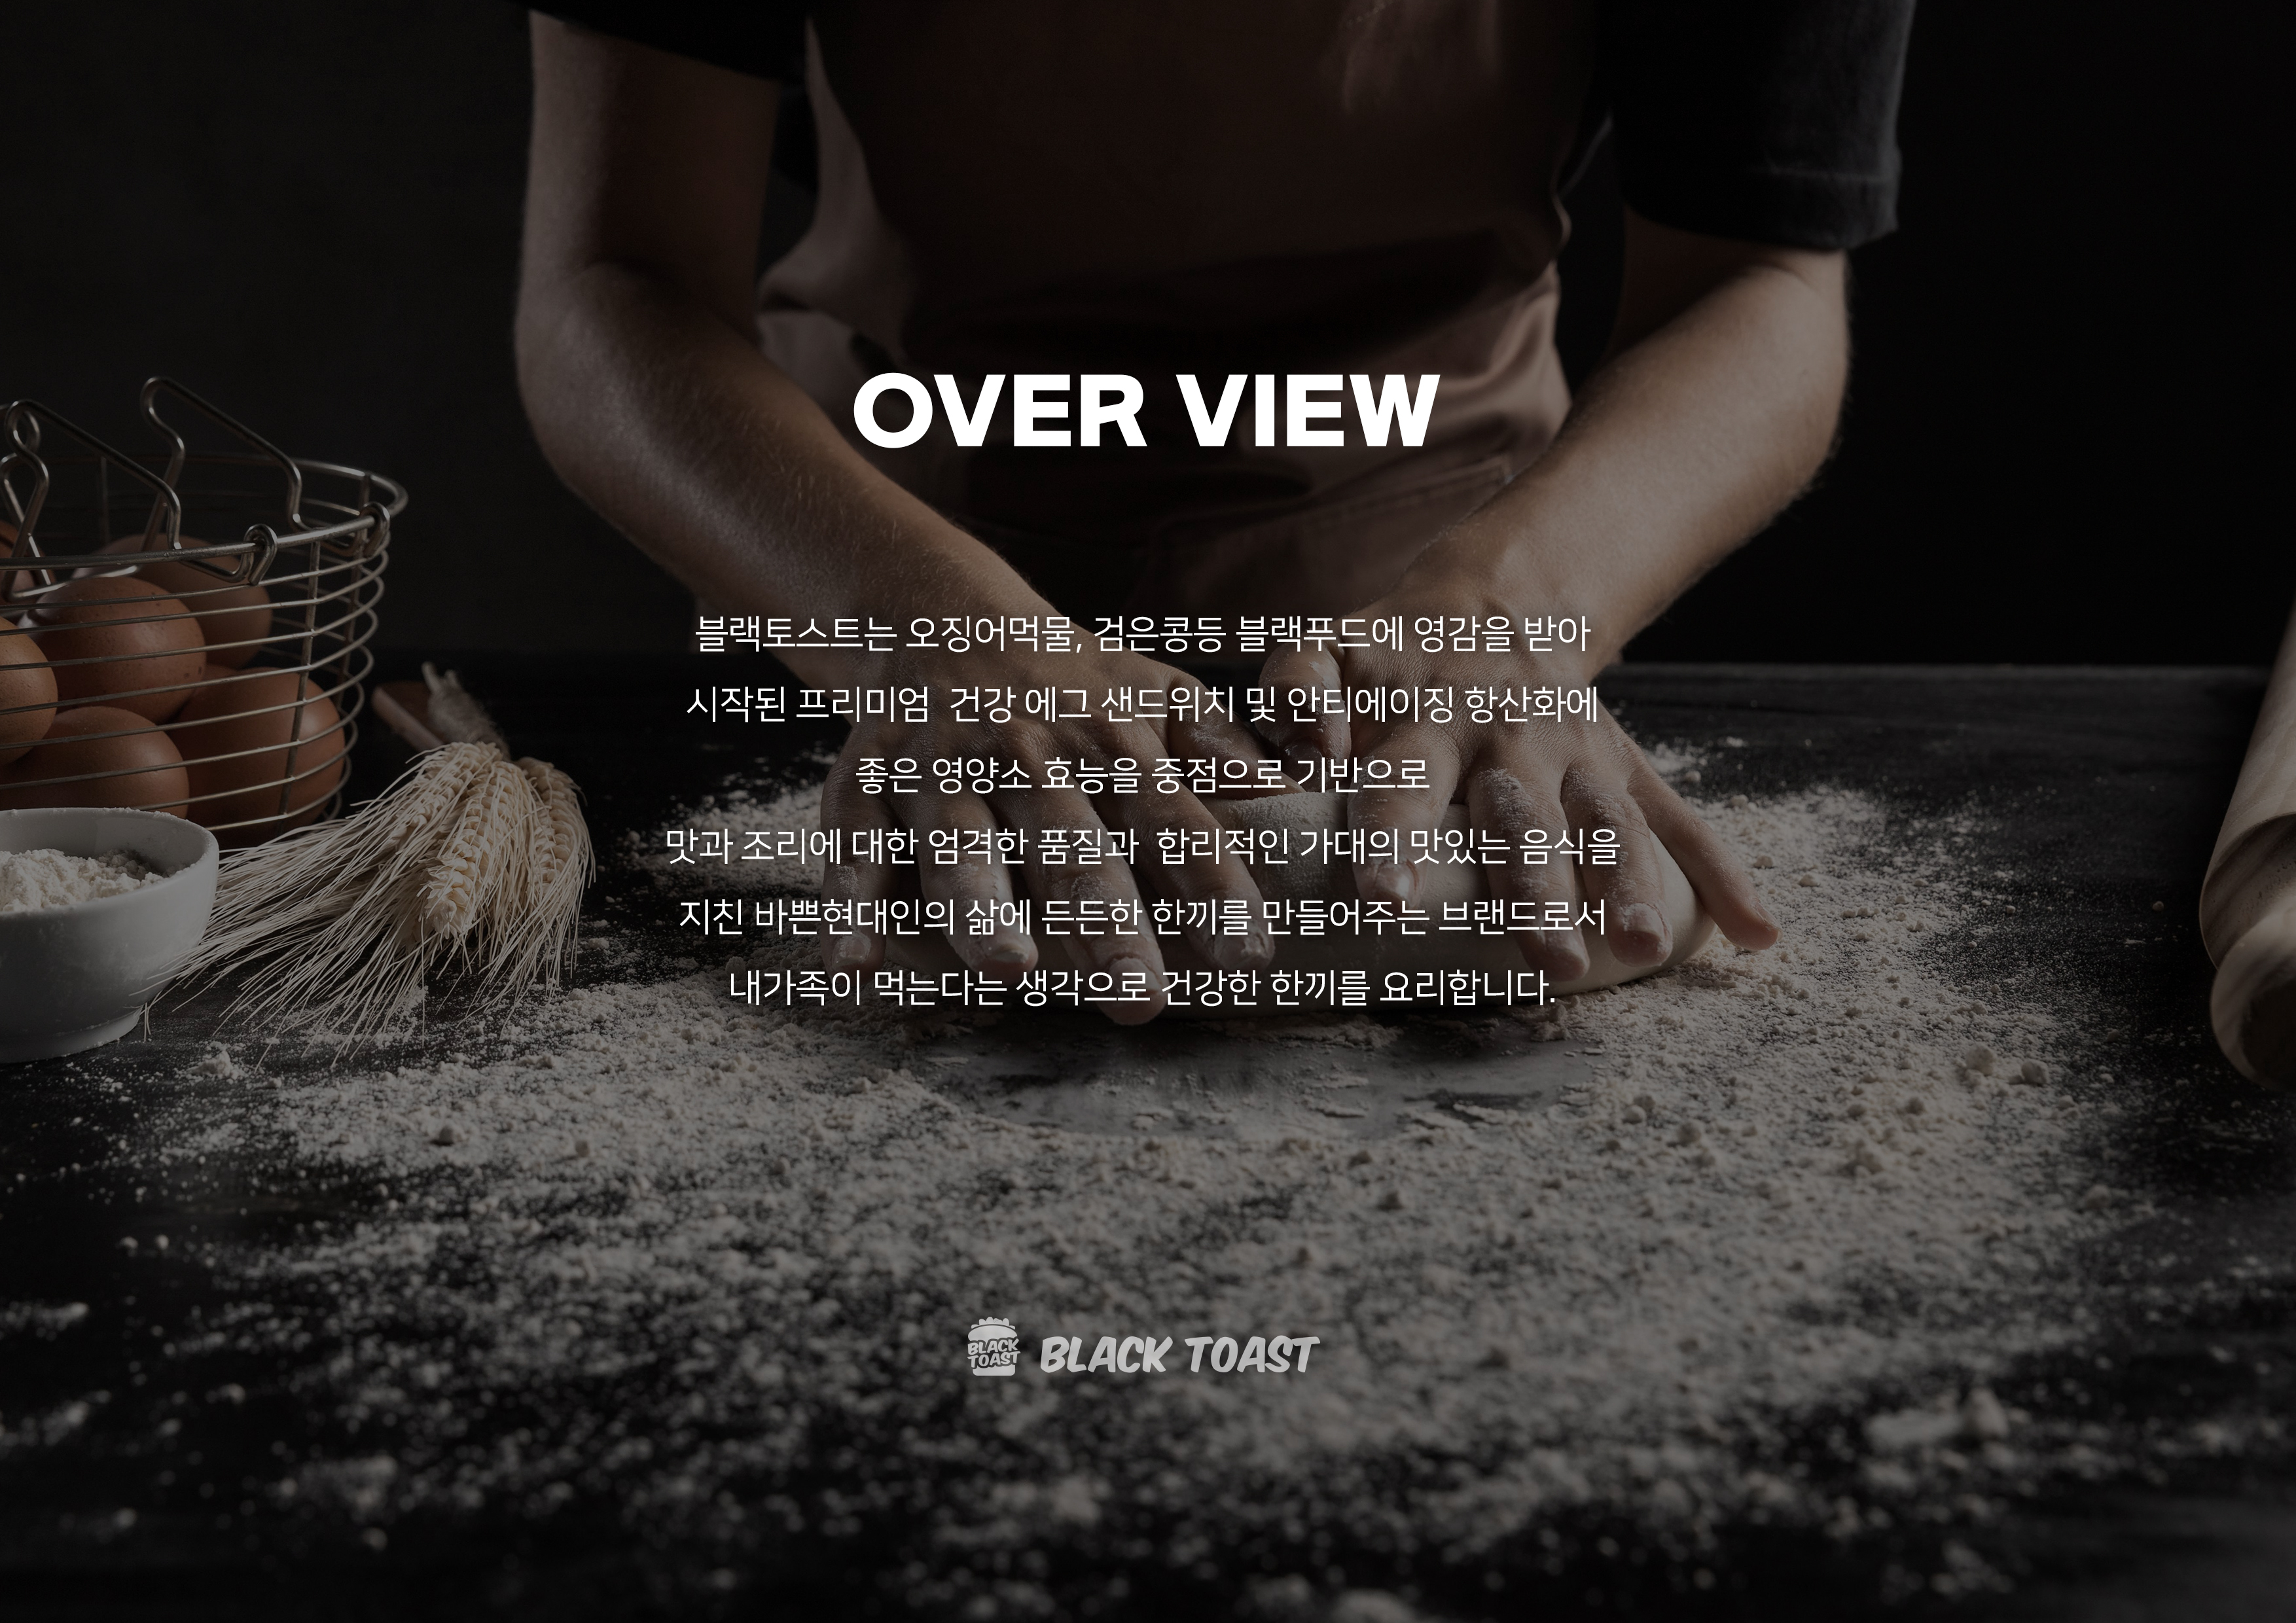 OVER VIEW
블랙토스트는 오징어먹물, 검은콩등 블랙푸드에 영감을 받아
시작된 프리미엄  건강 에그 샌드위치 및 안티에이징 항산화에
좋은 영양소 효능을 중점으로 기반으로
맛과 조리에 대한 엄격한 품질과  합리적인 가대의 맛있는 음식을
지친 바쁜현대인의 삶에 든든한 한끼를 만들어주는 브랜드로서
내가족이 먹는다는 생각으로 건강한 한끼를 요리합니다.
BLACK
TOAST
BLACK TOAST